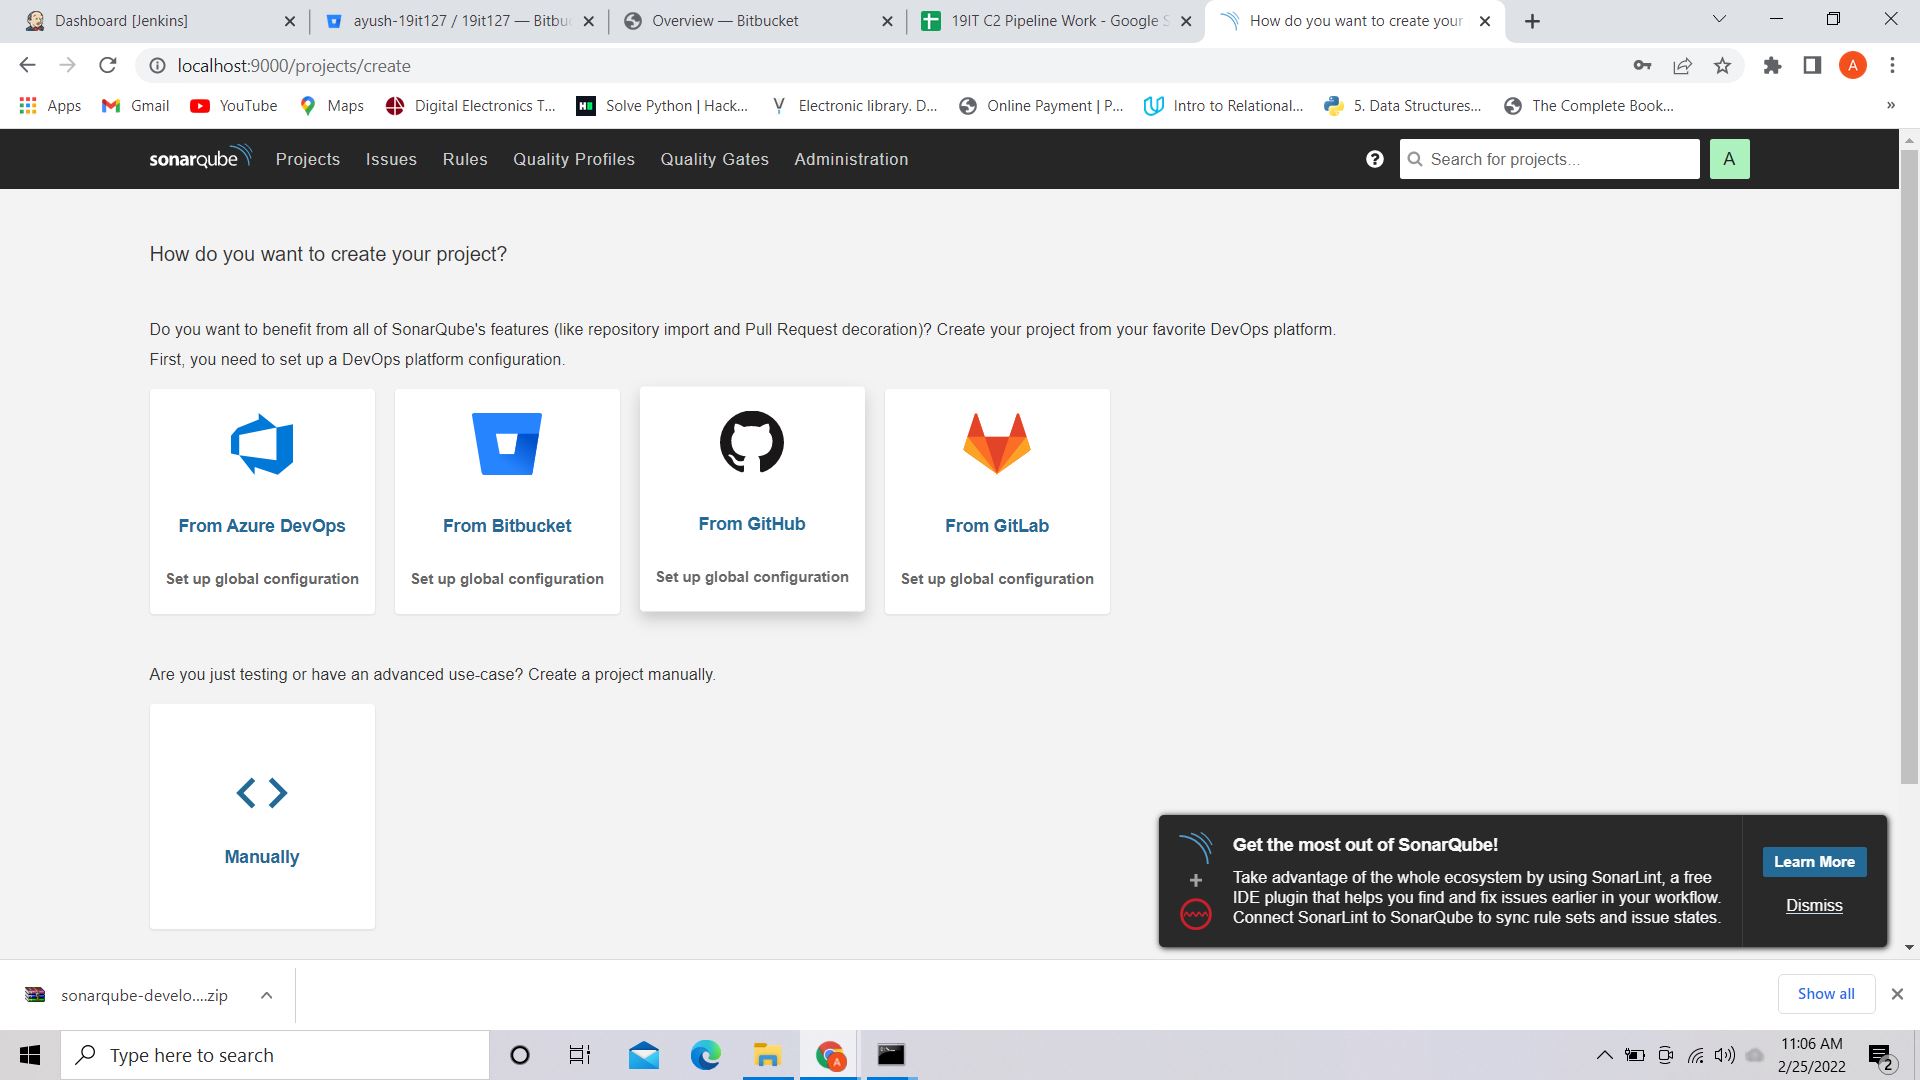 Dashboard [Jenkins]
ayush-19it127 / 19it127 — Bitbuc
Overview — Bitbucket
19IT C2 Pipeline Work - Google S
How do you want to create your
localhost:9000/projects/create
A
Apps
Gmail
YouTube
Maps
Digital Electronics T...
Solve Python | Hack...
Electronic library. D...
Online Payment | P...
Intro to Relational...
5. Data Structures...
The Complete Book...
»
sonarqube
Projects
Issues
Rules
Quality Profiles
Quality Gates
Administration
Search for projects...
A
How do you want to create your project?
Do you want to benefit from all of SonarQube's features (like repository import and Pull Request decoration)? Create your project from your favorite DevOps platform.
First, you need to set up a DevOps platform configuration.
From Azure DevOps
Set up global configuration
From Bitbucket
Set up global configuration
From GitHub
Set up global configuration
From GitLab
Set up global configuration
Are you just testing or have an advanced use-case? Create a project manually.
Manually
Get the most out of SonarQube!
Take advantage of the whole ecosystem by using SonarLint, a free
IDE plugin that helps you find and fix issues earlier in your workflow.
Connect SonarLint to SonarQube to sync rule sets and issue states.
Learn More
Dismiss
sonarqube-develo....zip
Show all
Type here to search
A
11:06 AM
2/25/2022
2